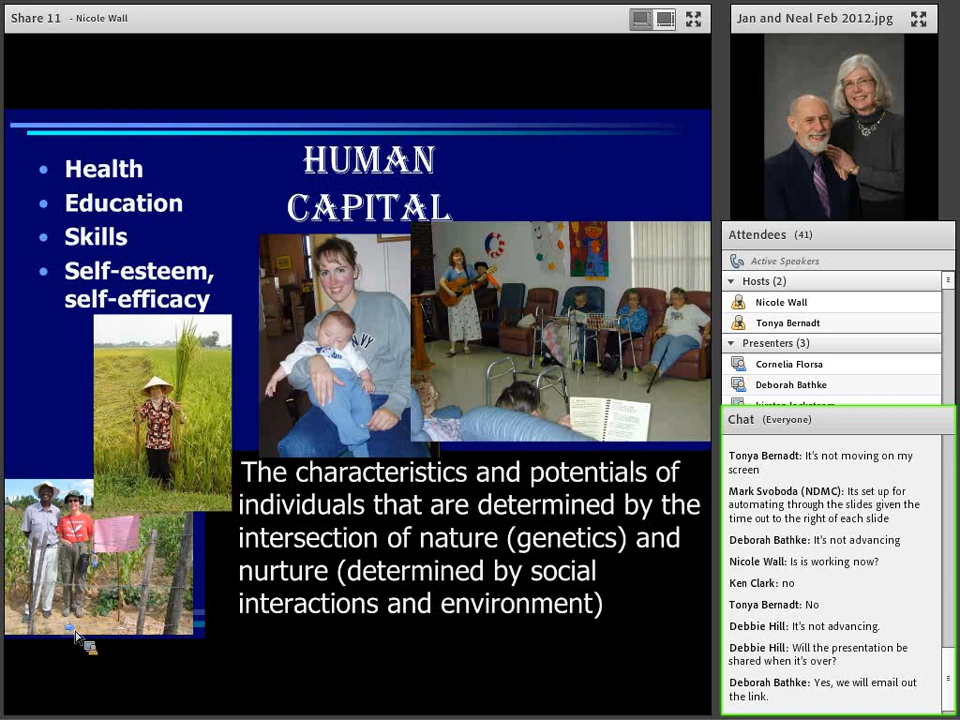 Share 11 - Nicole Wall
Health
Education
Skills
Self-esteem,
self-efficacy
HUMAN
CAPITAL
VY
The characteristics and potentials of
individuals that are determined by the
intersection of nature (genetics) and
nurture (determined by social
interactions and environment)
Jan and Neal Feb 2012.jpg
Attendees (41)
Active Speakers
Hosts (2)
Nicole Wall
Tonya Bernadt
Presenters (3)
Cornelia Florsa
Deborah Bathke
Chat (Everyone)
Tonya Bernadt: It's not moving on my
screen
Mark Svoboda (NDMC): Its set up for
automating through the slides given the
time out to the right of each slide
Deborah Bathke: It's not advancing
Nicole Wall: Is is working now?
Ken Clark: no
Tonya Bernadt: No
Debbie Hill: It's not advancing.
Debbie Hill: Will the presentation be
shared when it's over?
Deborah Bathke: Yes, we will email out
the link.